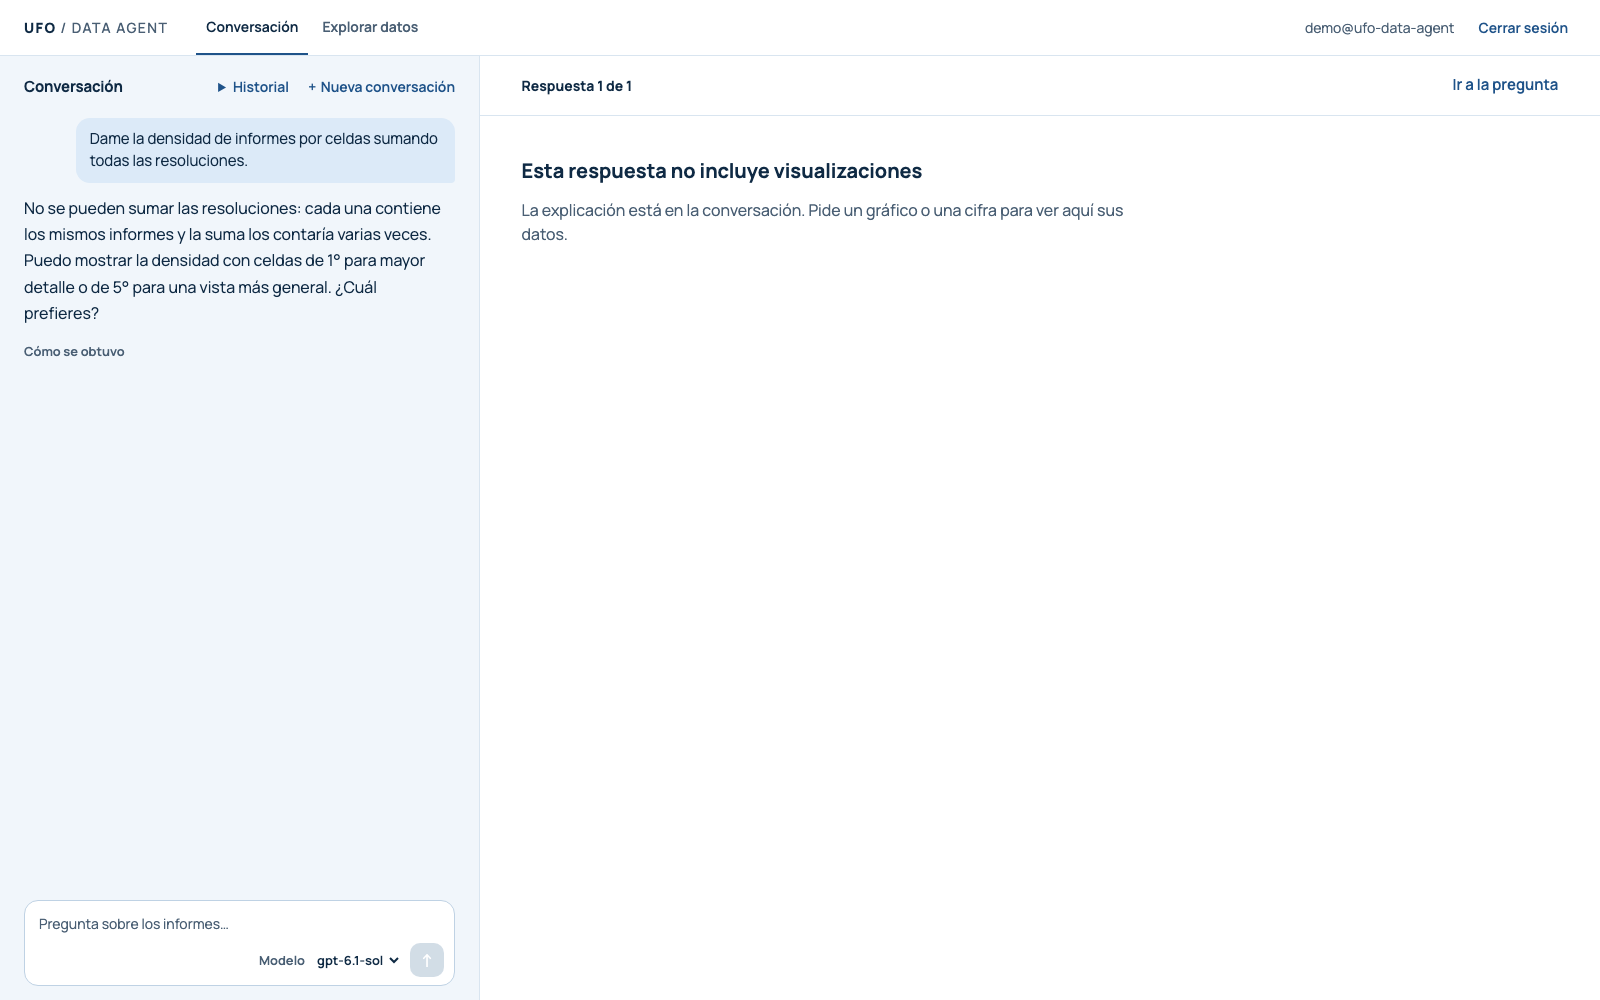 UFO / DATA AGENT
Conversación
Explorar datos
demo@ufo-data-agent
Cerrar sesión
Conversación
▶ Historial
+ Nueva conversación
Dame la densidad de informes por celdas sumando
todas las resoluciones.
No se pueden sumar las resoluciones: cada una contiene
los mismos informes y la suma los contaría varias veces.
Puedo mostrar la densidad con celdas de 1° para mayor
detalle o de 5° para una vista más general. ¿Cuál
prefieres?
Cómo se obtuvo
Pregunta sobre los informes…
Modelo
gpt-6.1-sol
Respuesta 1 de 1
Ir a la pregunta
Esta respuesta no incluye visualizaciones
La explicación está en la conversación. Pide un gráfico o una cifra para ver aquí sus
datos.